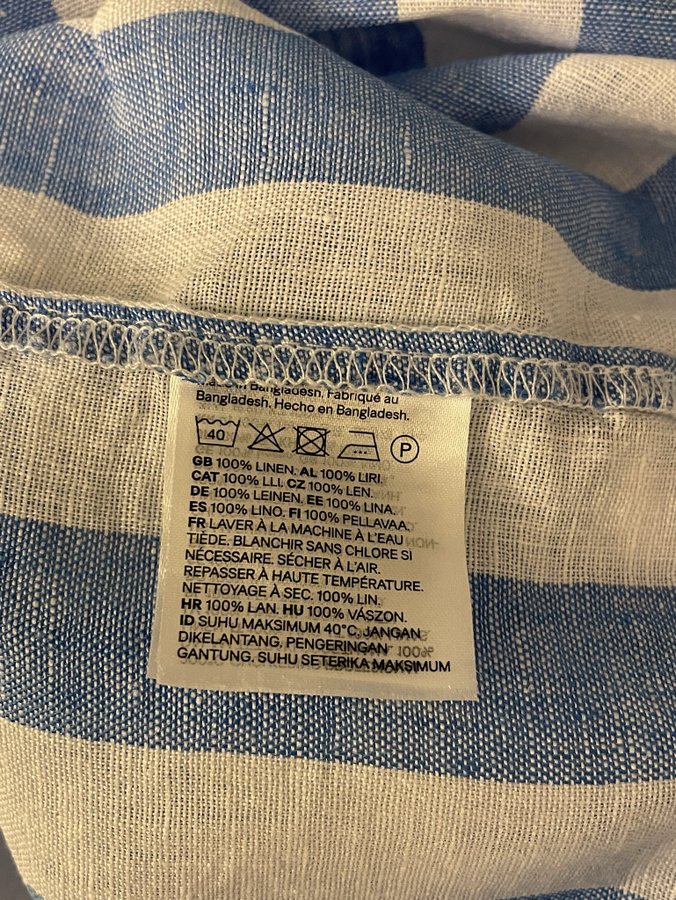 Made in Bangladesh. Fabriqué au
Bangladesh. Hecho en Bangladesh.
40 P
GB 100% LINEN. AL 100% LIRI.
CAT 100% LLI. CZ 100% LEN.
DE 100% LEINEN. EE 100% LINA.
ES 100% LINO. FI 100% PELLAVAA.
FR LAVER À LA MACHINE À L'EAU
TIÈDE. BLANCHIR SANS CHLORE SI
NÉCESSAIRE. SÉCHER À L'AIR.
REPASSER À HAUTE TEMPÉRATURE.
NETTOYAGE À SEC. 100% LIN.
HR 100% LAN. HU 100% VÁSZON.
ID SUHU MAKSIMUM 40°C, JANGAN
DIKELANTANG, PENGERINGAN
GANTUNG, SUHU SETERIKA MAKSIMUM